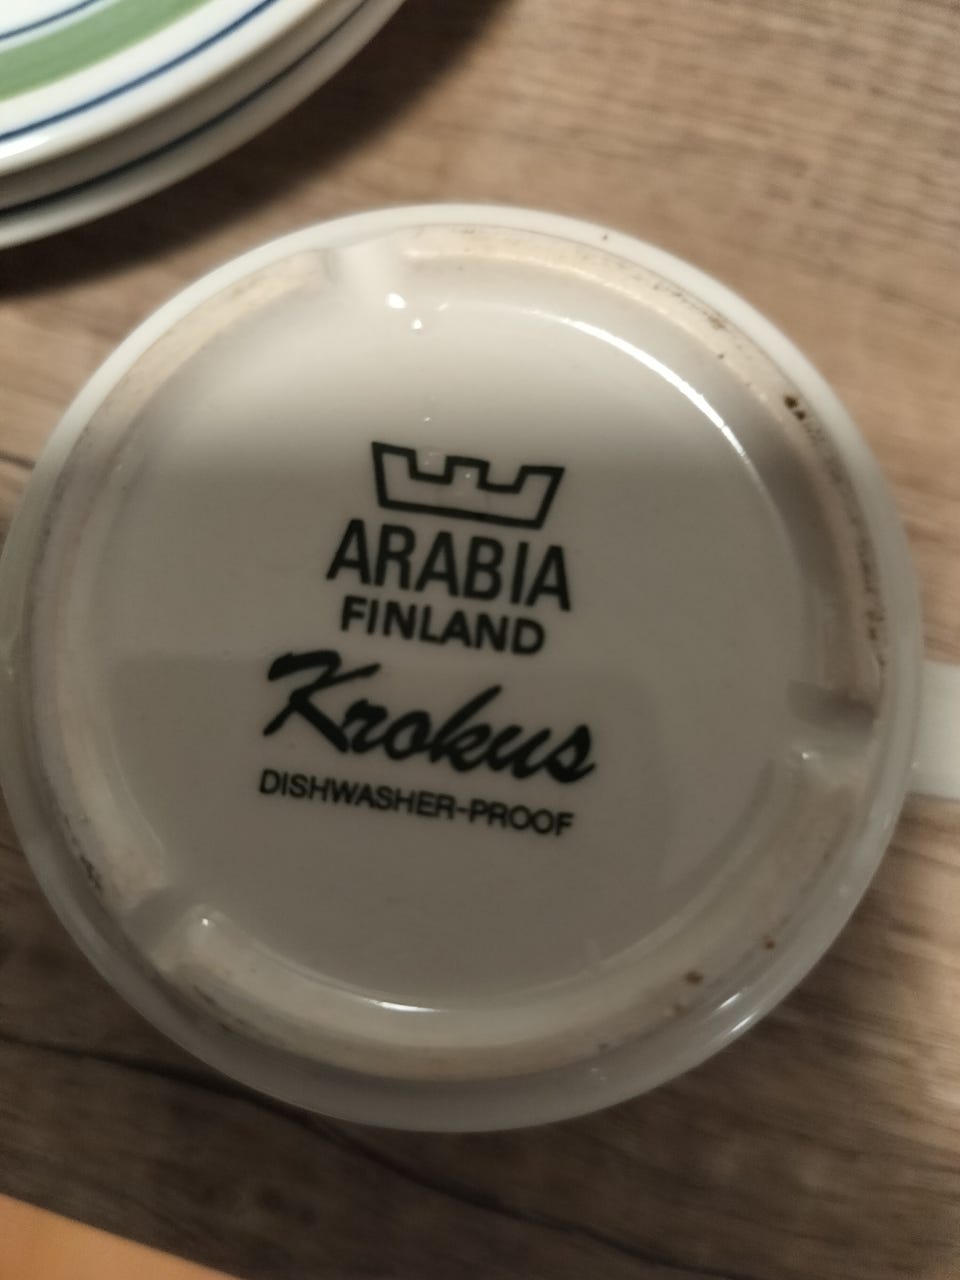 ARABIA
FINLAND
Krokus
DISHWASHER-PROOF